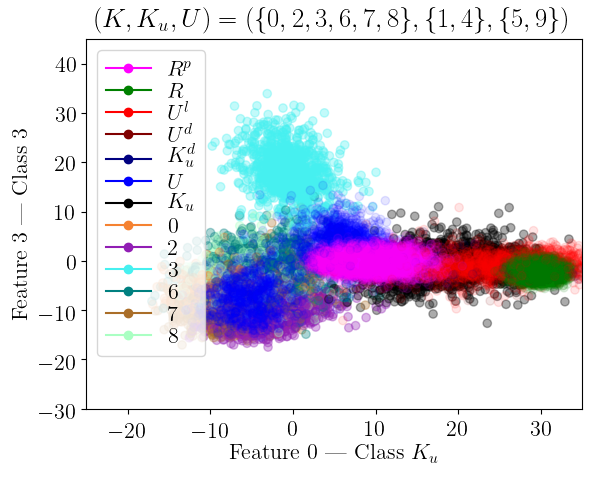 (K, K_u, U) = ({0, 2, 3, 6, 7, 8}, {1, 4}, {5, 9})
40
30
20
10
0
−10
−20
−30
Feature 3 — Class 3
R^p
R
U^l
U^d
K_u^d
U
K_u
0
2
3
6
7
8
−20
−10
0
10
20
30
Feature 0 — Class K_u